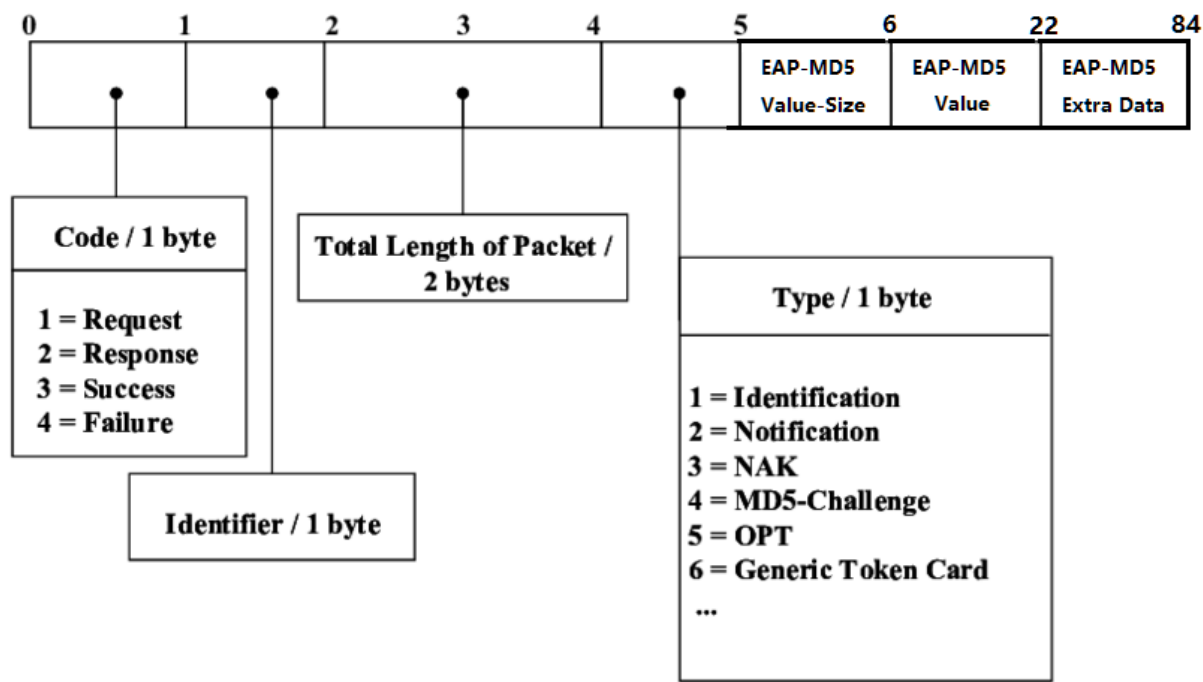 0 1 2 3 4 5 6 22 84
EAP-MD5
Value-Size
EAP-MD5
Value
EAP-MD5
Extra Data
Code / 1 byte
1 = Request
2 = Response
3 = Success
4 = Failure
Identifier / 1 byte
Total Length of Packet /
2 bytes
Type / 1 byte
1 = Identification
2 = Notification
3 = NAK
4 = MD5-Challenge
5 = OPT
6 = Generic Token Card
...